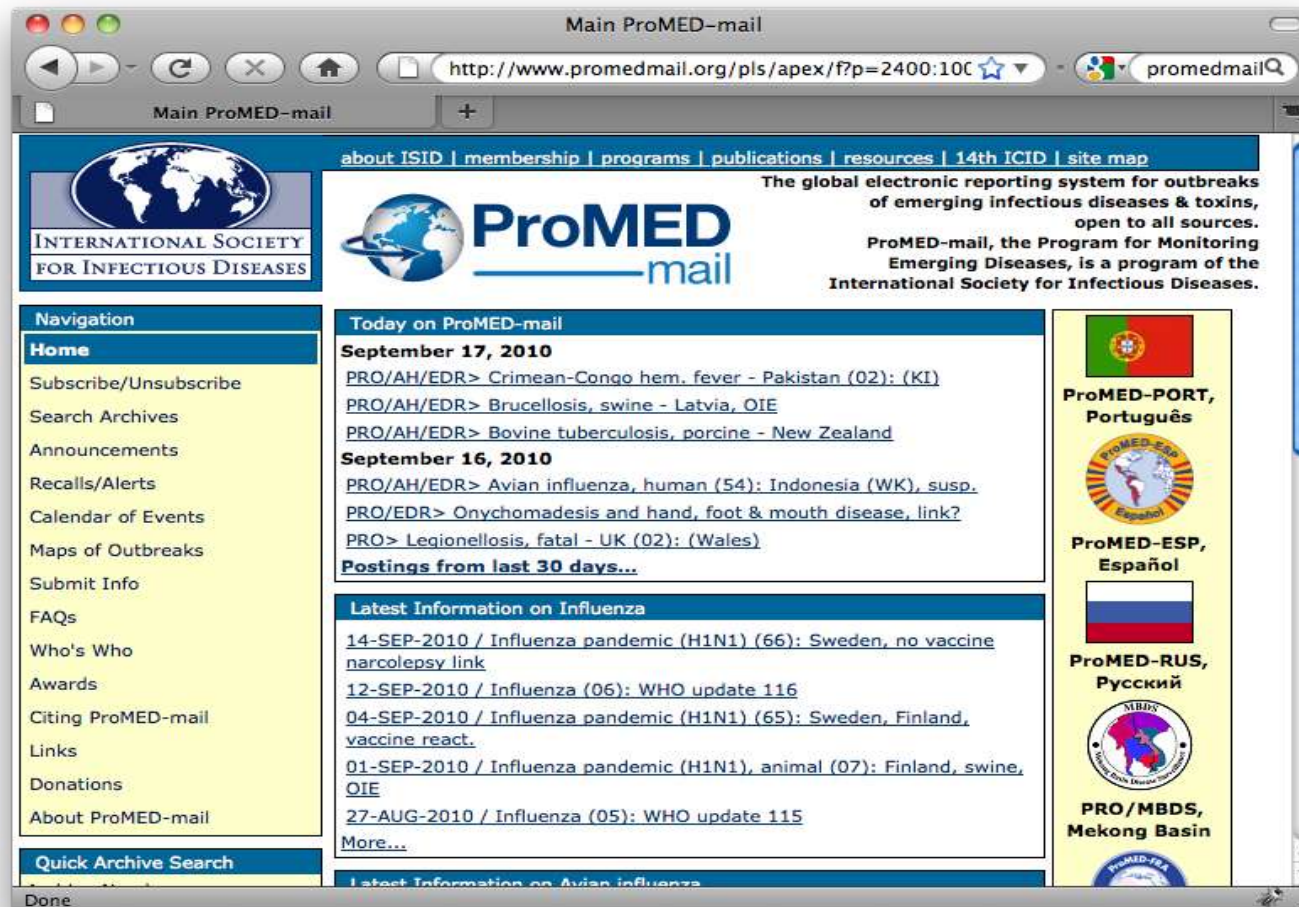 Main ProMED-mail
http://www.promedmail.org/pls/apex/f?p=2400:10
promedmail
Main ProMED-mail
INTERNATIONAL SOCIETY
FOR INFECTIOUS DISEASES
about ISID | membership | programs | publications | resources | 14th ICID | site map
ProMED
mail
The global electronic reporting system for outbreaks
of emerging infectious diseases & toxins,
open to all sources.
ProMED-mail, the Program for Monitoring
Emerging Diseases, is a program of the
International Society for Infectious Diseases.
Navigation
Home
Subscribe/Unsubscribe
Search Archives
Announcements
Recalls/Alerts
Calendar of Events
Maps of Outbreaks
Submit Info
FAQs
Who's Who
Awards
Citing ProMED-mail
Links
Donations
About ProMED-mail
Quick Archive Search
Today on ProMED-mail
September 17, 2010
PRO/AH/EDR> Crimean-Congo hem. fever - Pakistan (02): (KI)
PRO/AH/EDR> Brucellosis, swine - Latvia, OIE
PRO/AH/EDR> Bovine tuberculosis, porcine - New Zealand
September 16, 2010
PRO/AH/EDR> Avian influenza, human (54): Indonesia (WK), susp.
PRO/EDR> Onychomadesis and hand, foot & mouth disease, link?
PRO> Legionellosis, fatal - UK (02): (Wales)
Postings from last 30 days...
Latest Information on Influenza
14-SEP-2010 / Influenza pandemic (H1N1) (66): Sweden, no vaccine
narcolepsy link
12-SEP-2010 / Influenza (06): WHO update 116
04-SEP-2010 / Influenza pandemic (H1N1) (65): Sweden, Finland,
vaccine react.
01-SEP-2010 / Influenza pandemic (H1N1), animal (07): Finland, swine,
OIE
27-AUG-2010 / Influenza (05): WHO update 115
More...
Latest Information on Avian influenza
ProMED-PORT,
Português
ProMED-ESP
Español
ProMED-ESP,
Español
ProMED-RUS,
Русский
MBDS
Mekong Basin Disease Surveillance
PRO/MBDS,
Mekong Basin
ProMED-FRA
Done